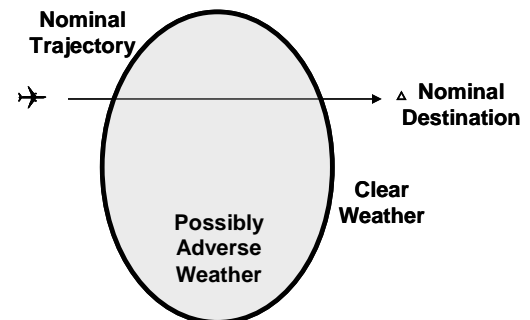 Nominal
Trajectory
Nominal
Destination
Clear
Weather
Possibly
Adverse
Weather